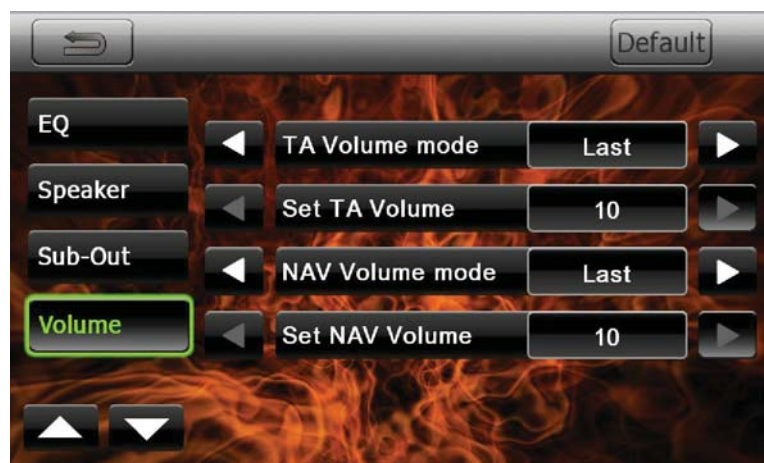 Default
EQ
TA Volume mode Last
Speaker
Set TA Volume 10
Sub-Out
NAV Volume mode Last
Volume
Set NAV Volume 10